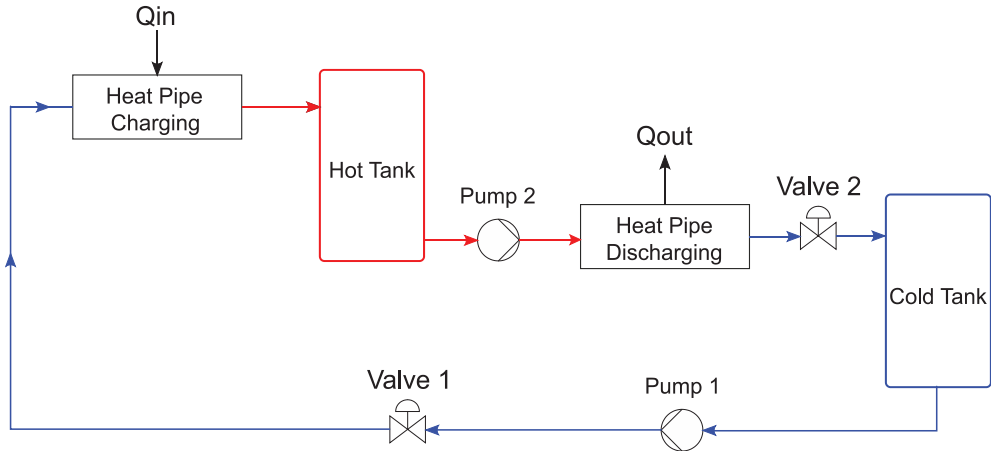 Qin
Heat Pipe
Charging
Hot Tank
Pump 2
Qout
Heat Pipe
Discharging
Valve 2
Cold Tank
Valve 1
Pump 1